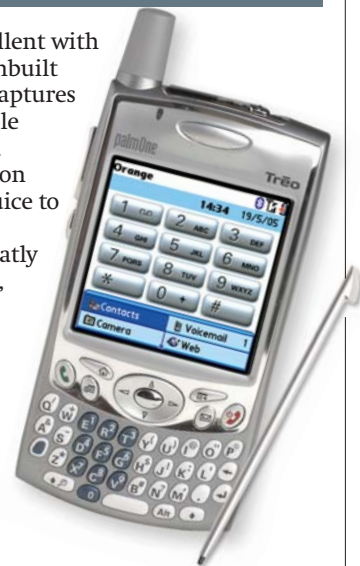 llent with
nbuilt
aptures
le
on
uice to
atly
,
palmOne
Treo
Orange
14:34 19/5/05
1 2 ABC 3 DEF
4 GHI 5 JKL 6 MNO
7 PQRS 8 TUV 9 WXYZ
* 0 + #
Contacts Voicemail 1
Camera Web
Q W E R T Y U I O P
A S D F G H J K L
Z X C V B N M .
0 Alt